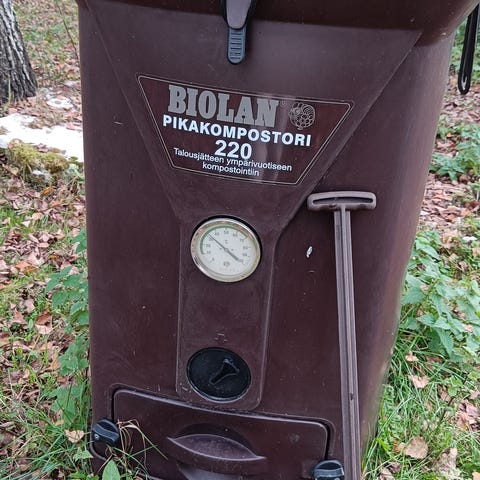 BIOLAN®
PIKAKOMPOSTORI
220
Talousjätteen ympärivuotiseen
kompostointiin